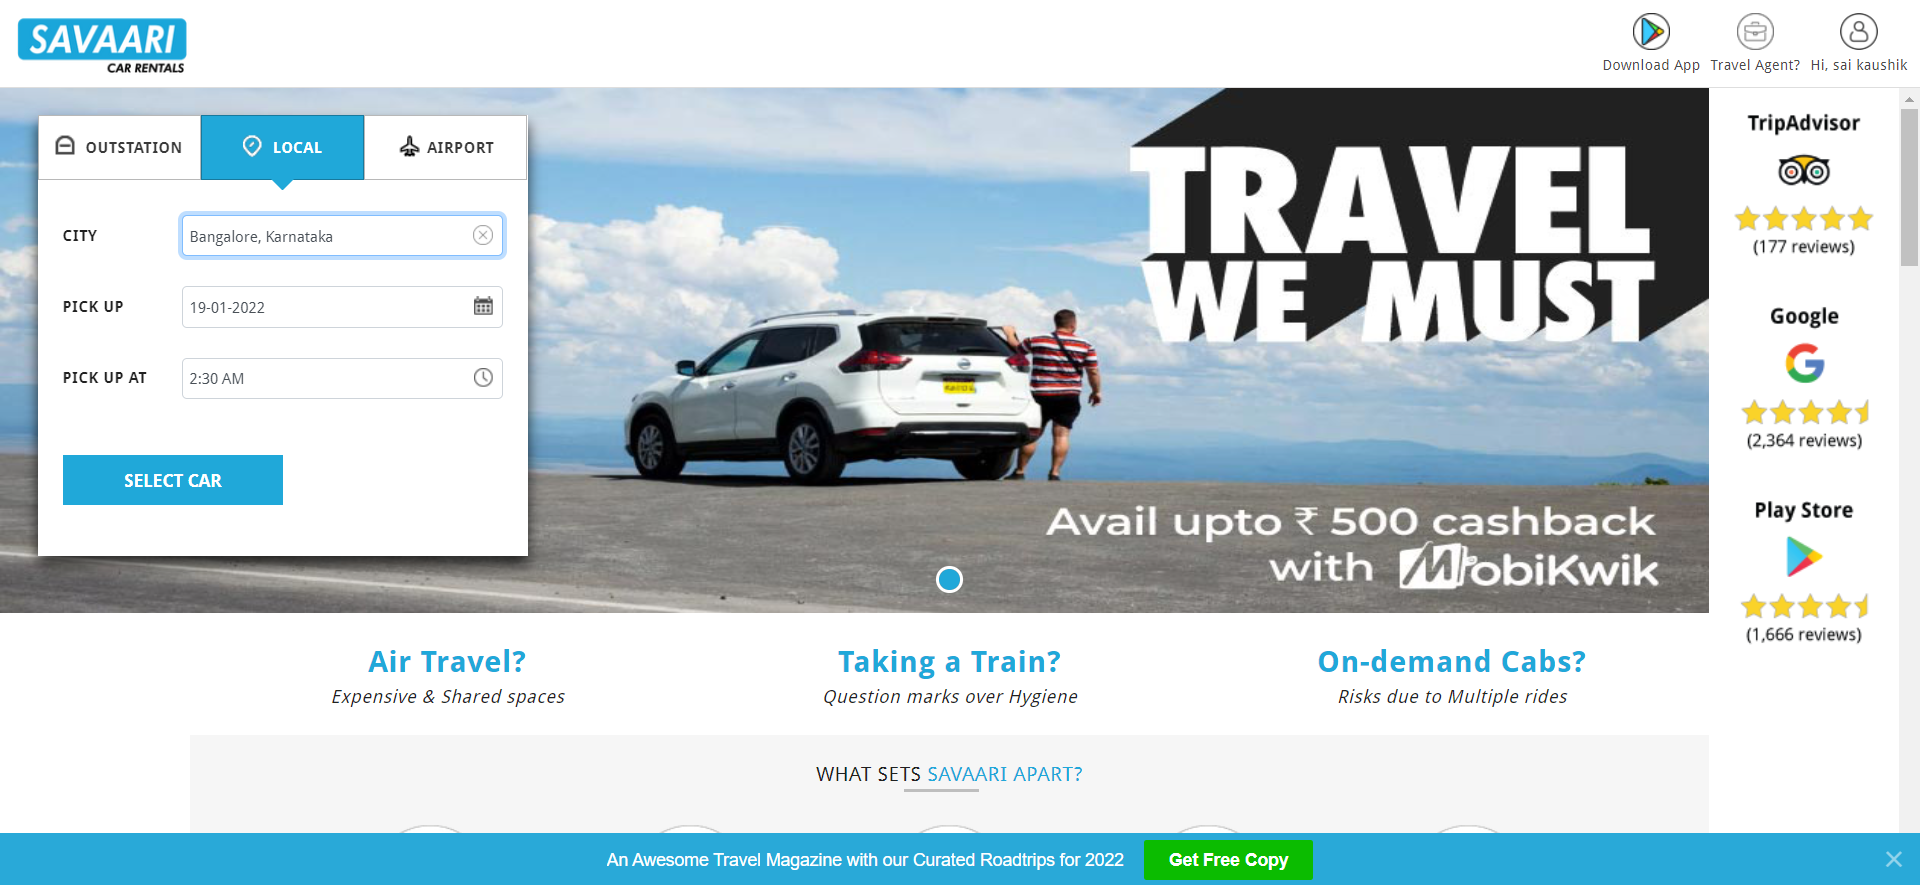 SAVAARI
CAR RENTALS
Download App
Travel Agent?
Hi, sai kaushik
OUTSTATION
LOCAL
AIRPORT
CITY
Bangalore, Karnataka
PICK UP
19-01-2022
PICK UP AT
2:30 AM
SELECT CAR
TRAVEL
WE MUST
Avail upto ₹ 500 cashback
with MobiKwik
TripAdvisor
(177 reviews)
Google
(2,364 reviews)
Play Store
(1,666 reviews)
Air Travel?
Expensive & Shared spaces
Taking a Train?
Question marks over Hygiene
On-demand Cabs?
Risks due to Multiple rides
WHAT SETS SAVAARI APART?
An Awesome Travel Magazine with our Curated Roadtrips for 2022
Get Free Copy